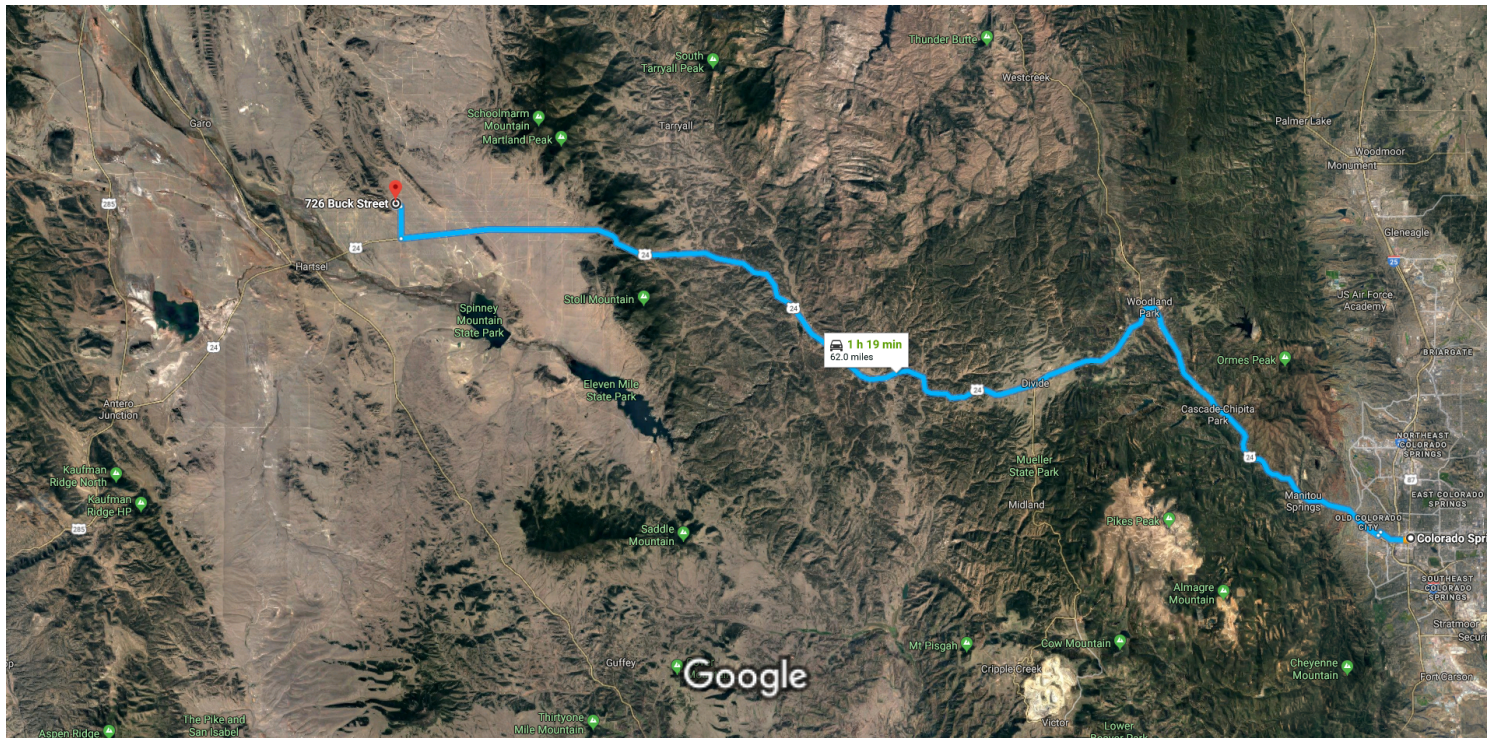 Thunder Butte
South
Tarryall Peak
Westcreek
Schoolmarm
Mountain
Martland Peak
Garo
Tarryall
Palmer Lake
Woodmoor
Monument
726 Buck Street
285
24
Hartsel
24
Gleneagle
25
Stoll Mountain
Spinney
Mountain
State Park
24
Woodland
Park
US Air Force
Academy
1 h 19 min
62.0 miles
24
BRIARGATE
Ormes Peak
Eleven Mile
State Park
24
Divide
Antero
Junction
Cascade-Chipita
Park
NORTHEAST
COLORADO
SPRINGS
24
Kaufman
Ridge North
Mueller
State Park
87
Kaufman
Ridge HP
Midland
Manitou
Springs
EAST COLORADO
SPRINGS
285
Saddle
Mountain
Pikes Peak
OLD COLORADO
CITY
Colorado Spri
Almagre
Mountain
SOUTHEAST
COLORADO
SPRINGS
Stratmoor
Securi
Mt Pisgah
Cow Mountain
Guffey
Google
Cripple Creek
Cheyenne
Mountain
Fort Carson
The Pike and
San Isabel
Thirtyone
Mile Mountain
Victor
Lower
Beaver Park
Aspen Ridge